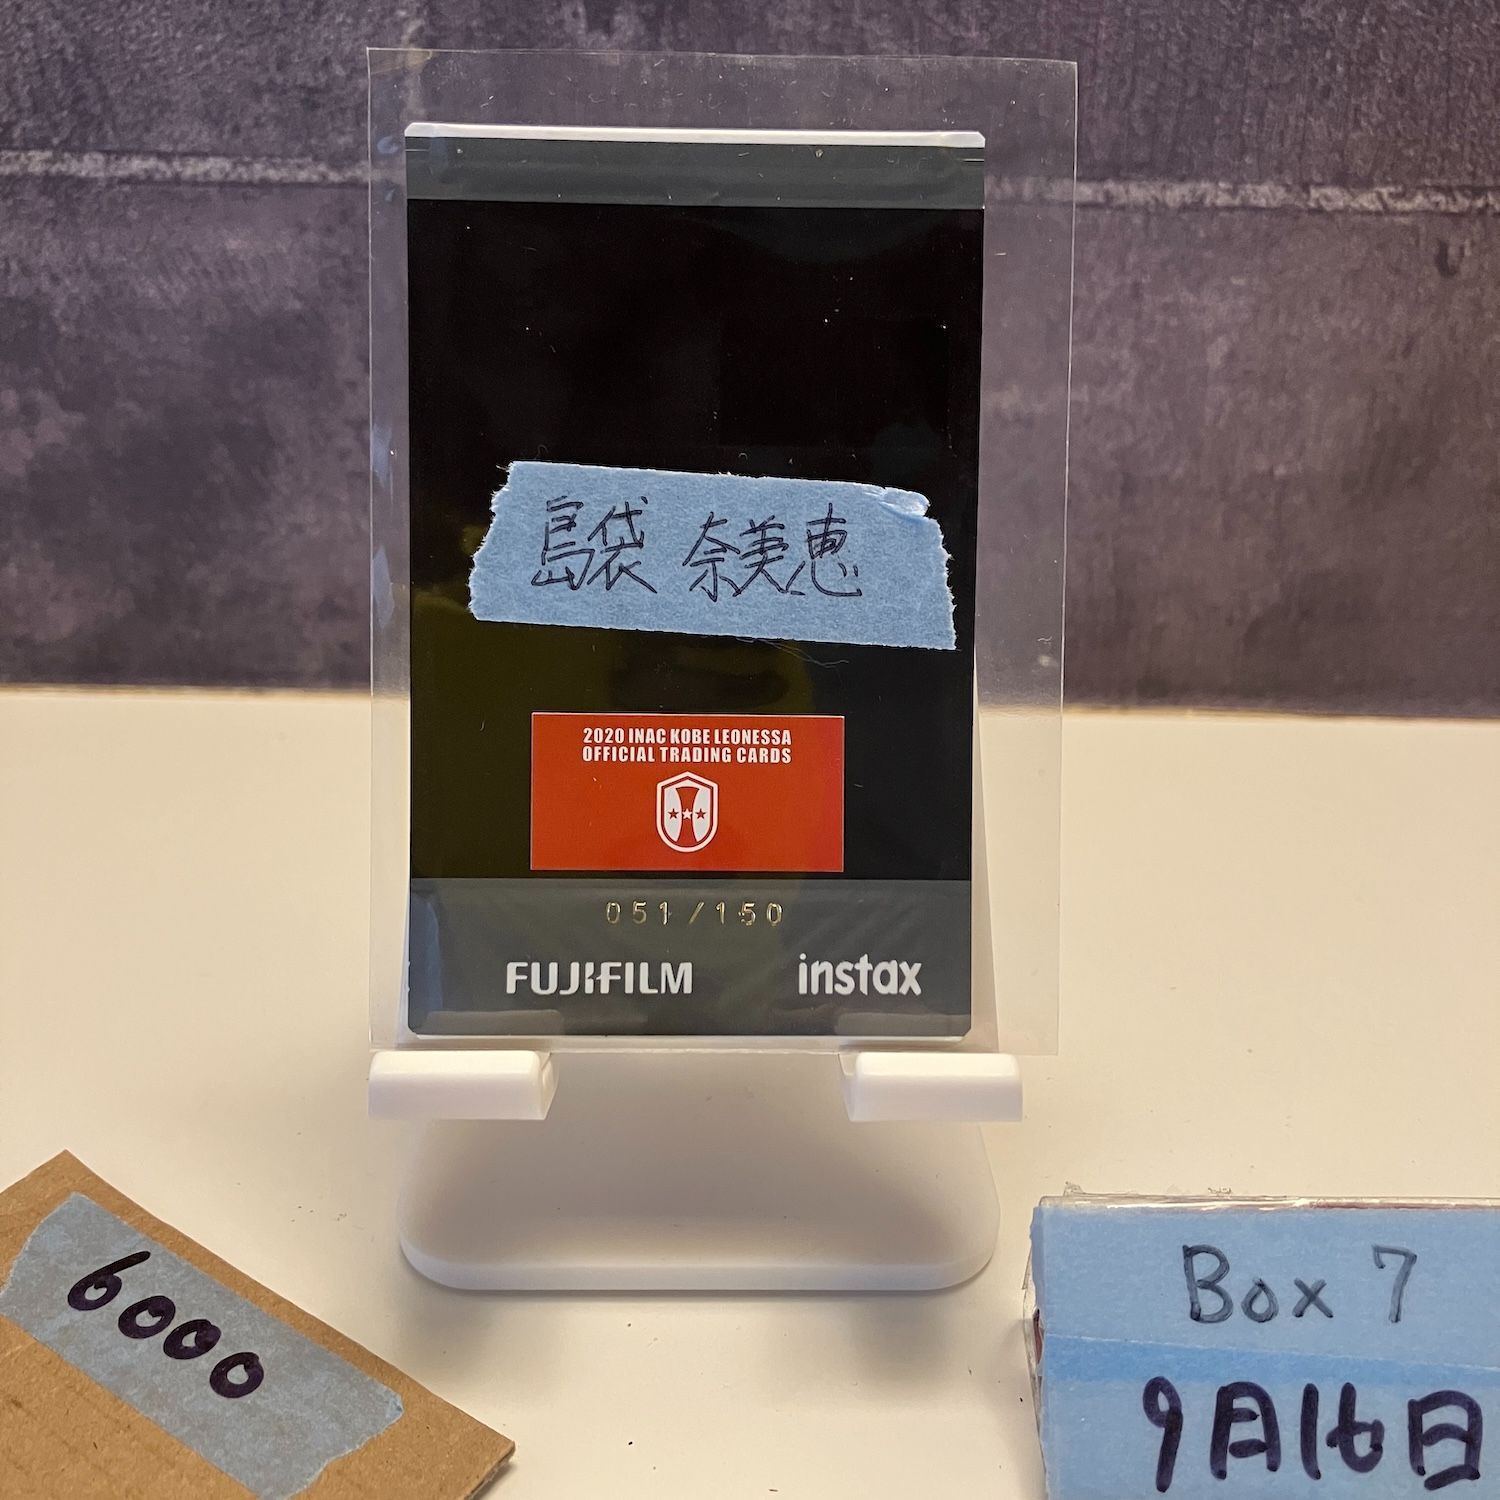 島袋 奈美恵
2020 INAC KOBE LEONESSA
OFFICIAL TRADING CARDS
051/150
FUJIFILM
instax
6000
Box 7
9月16日